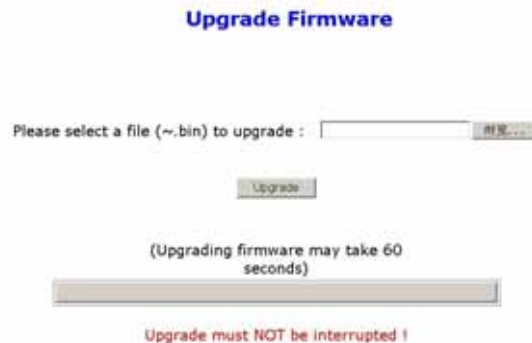 Upgrade Firmware
Please select a file (~.bin) to upgrade :
Upgrade
(Upgrading firmware may take 60
seconds)
Upgrade must NOT be interrupted !